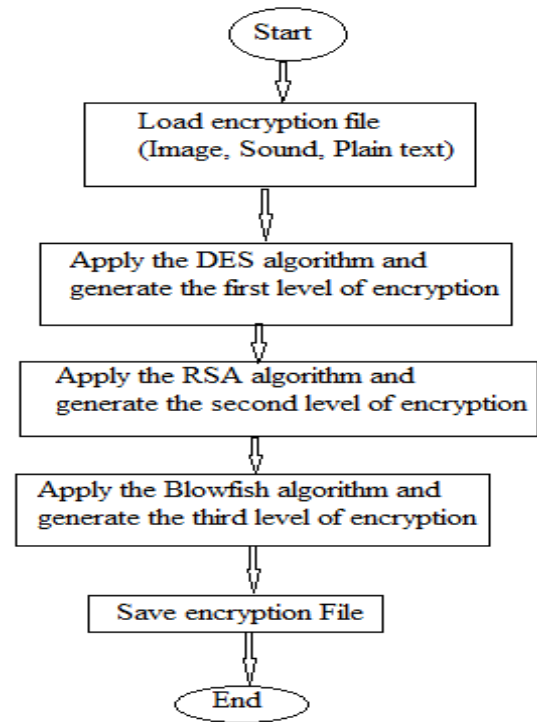 Start
Load encryption file
(Image, Sound, Plain text)
Apply the DES algorithm and
generate the first level of encryption
Apply the RSA algorithm and
generate the second level of encryption
Apply the Blowfish algorithm and
generate the third level of encryption
Save encryption File
End